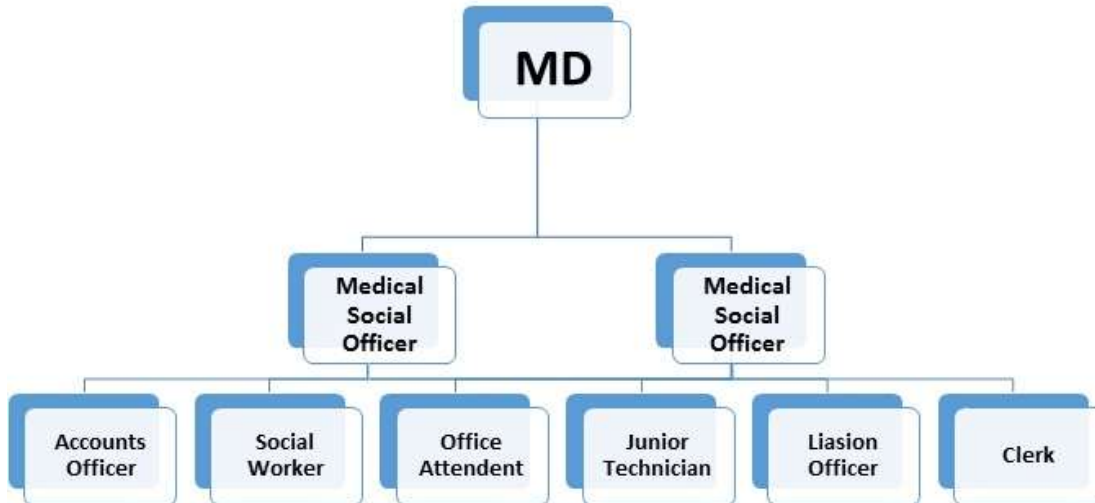 MD
Medical
Social
Officer
Medical
Social
Officer
Accounts
Officer
Social
Worker
Office
Attendent
Junior
Technician
Liasion
Officer
Clerk